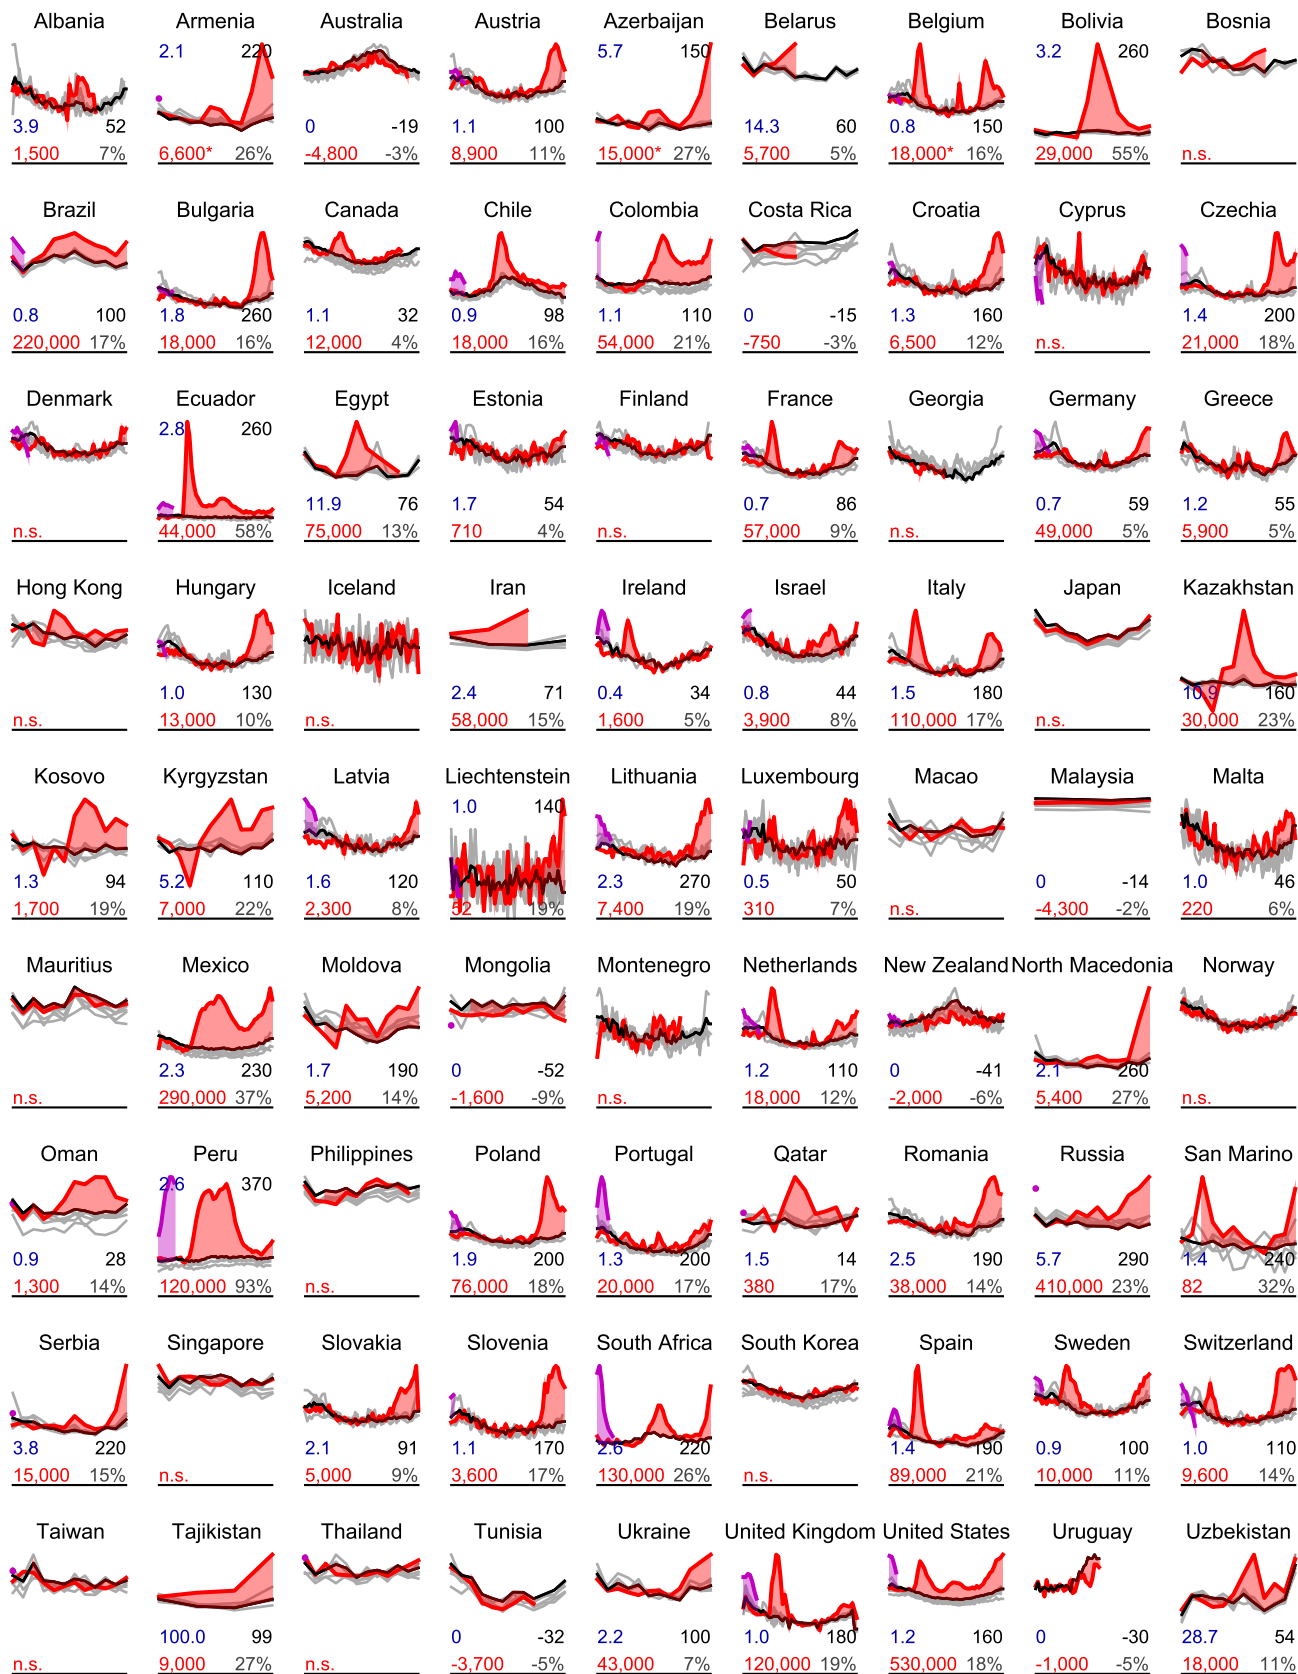 Albania Armenia Australia Austria Azerbaijan Belarus Belgium Bolivia Bosnia
2.1 220 5.7 150 3.2 260
3.9 52 0 -19 1.1 100 14.3 60 0.8 150
1,500 7% 6,600* 26% -4,800 -3% 8,900 11% 15,000* 27% 5,700 5% 18,000* 16% 29,000 55% n.s.
Brazil Bulgaria Canada Chile Colombia Costa Rica Croatia Cyprus Czechia
0.8 100 1.8 260 1.1 32 0.9 98 1.1 110 0 -15 1.3 160 1.4 200
220,000 17% 18,000 16% 12,000 4% 18,000 16% 54,000 21% -750 -3% 6,500 12% n.s. 21,000 18%
Denmark Ecuador Egypt Estonia Finland France Georgia Germany Greece
2.8 260
11.9 76 1.7 54 0.7 86 0.7 59 1.2 55
n.s. 44,000 58% 75,000 13% 710 4% n.s. 57,000 9% n.s. 49,000 5% 5,900 5%
Hong Kong Hungary Iceland Iran Ireland Israel Italy Japan Kazakhstan
1.0 130 2.4 71 0.4 34 0.8 44 1.5 180 10.9 160
n.s. 13,000 10% n.s. 58,000 15% 1,600 5% 3,900 8% 110,000 17% n.s. 30,000 23%
Kosovo Kyrgyzstan Latvia Liechtenstein Lithuania Luxembourg Macao Malaysia Malta
1.0 140
1.3 94 5.2 110 1.6 120 2.3 270 0.5 50 0 -14 1.0 46
1,700 19% 7,000 22% 2,300 8% 52 19% 7,400 19% 310 7% n.s. -4,300 -2% 220 6%
Mauritius Mexico Moldova Mongolia Montenegro Netherlands New Zealand North Macedonia Norway
2.3 230 1.7 190 0 -52 1.2 110 0 -41 2.1 260
n.s. 290,000 37% 5,200 14% -1,600 -9% n.s. 18,000 12% -2,000 -6% 5,400 27% n.s.
Oman Peru Philippines Poland Portugal Qatar Romania Russia San Marino
2.6 370
0.9 28 1.9 200 1.3 200 1.5 14 2.5 190 5.7 290 1.4 240
1,300 14% 120,000 93% n.s. 76,000 18% 20,000 17% 380 17% 38,000 14% 410,000 23% 82 32%
Serbia Singapore Slovakia Slovenia South Africa South Korea Spain Sweden Switzerland
3.8 220 2.1 91 1.1 170 2.6 220 1.4 190 0.9 100 1.0 110
15,000 15% n.s. 5,000 9% 3,600 17% 130,000 26% n.s. 89,000 21% 10,000 11% 9,600 14%
Taiwan Tajikistan Thailand Tunisia Ukraine United Kingdom United States Uruguay Uzbekistan
100.0 99 0 -32 2.2 100 1.0 180 1.2 160 0 -30 28.7 54
n.s. 9,000 27% n.s. -3,700 -5% 43,000 7% 120,000 19% 530,000 18% -1,000 -5% 18,000 11%